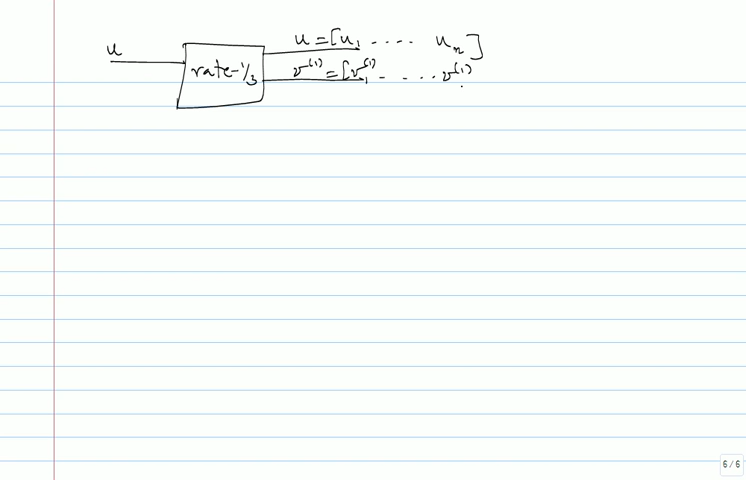 u
rate-1/3
u = [u₁ .... uₙ]
v⁽¹⁾ = [v₁⁽¹⁾ - . ... v⁽¹⁾
6 / 6